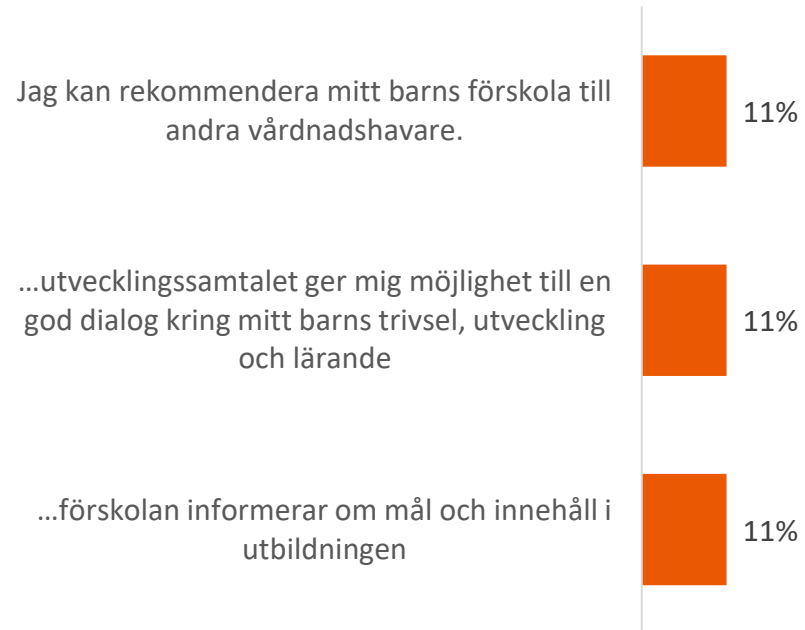 Jag kan rekommendera mitt barns förskola till
andra vårdnadshavare.
11%
…utvecklingssamtalet ger mig möjlighet till en
god dialog kring mitt barns trivsel, utveckling
och lärande
11%
…förskolan informerar om mål och innehåll i
utbildningen
11%